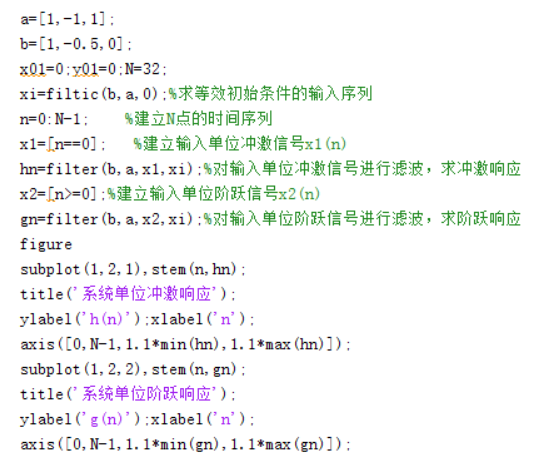 a=[1,-1,1];
b=[1,-0.5,0];
x01=0;y01=0;N=32;
xi=filtic(b,a,0);%求等效初始条件的输入序列
n=0:N-1;    %建立N点的时间序列
x1=[n==0];   %建立输入单位冲激信号x1(n)
hn=filter(b,a,x1,xi);%对输入单位冲激信号进行滤波，求冲激响应
x2=[n>=0];%建立输入单位阶跃信号x2(n)
gn=filter(b,a,x2,xi);%对输入单位阶跃信号进行滤波，求阶跃响应
figure
subplot(1,2,1),stem(n,hn);
title('系统单位冲激响应');
ylabel('h(n)');xlabel('n');
axis([0,N-1,1.1*min(hn),1.1*max(hn)]);
subplot(1,2,2),stem(n,gn);
title('系统单位阶跃响应');
ylabel('g(n)');xlabel('n');
axis([0,N-1,1.1*min(gn),1.1*max(gn)]);